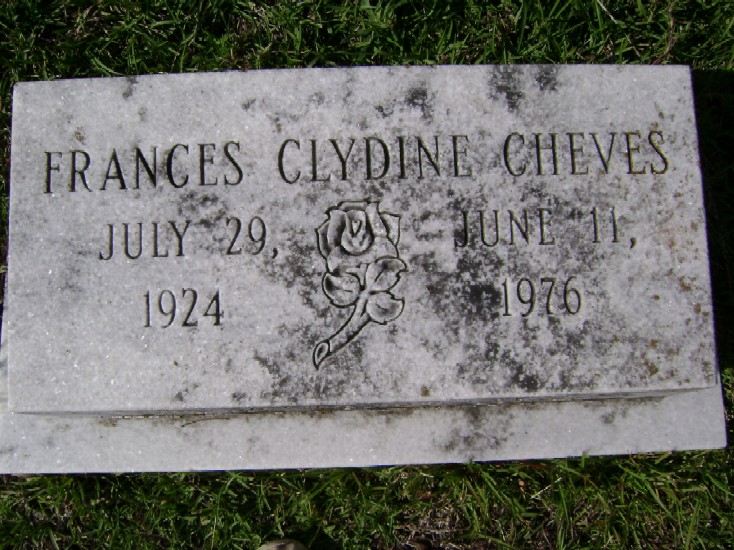 FRANCES CLYDINE CHEVES
JULY 29, JUNE 11,
1924 1976